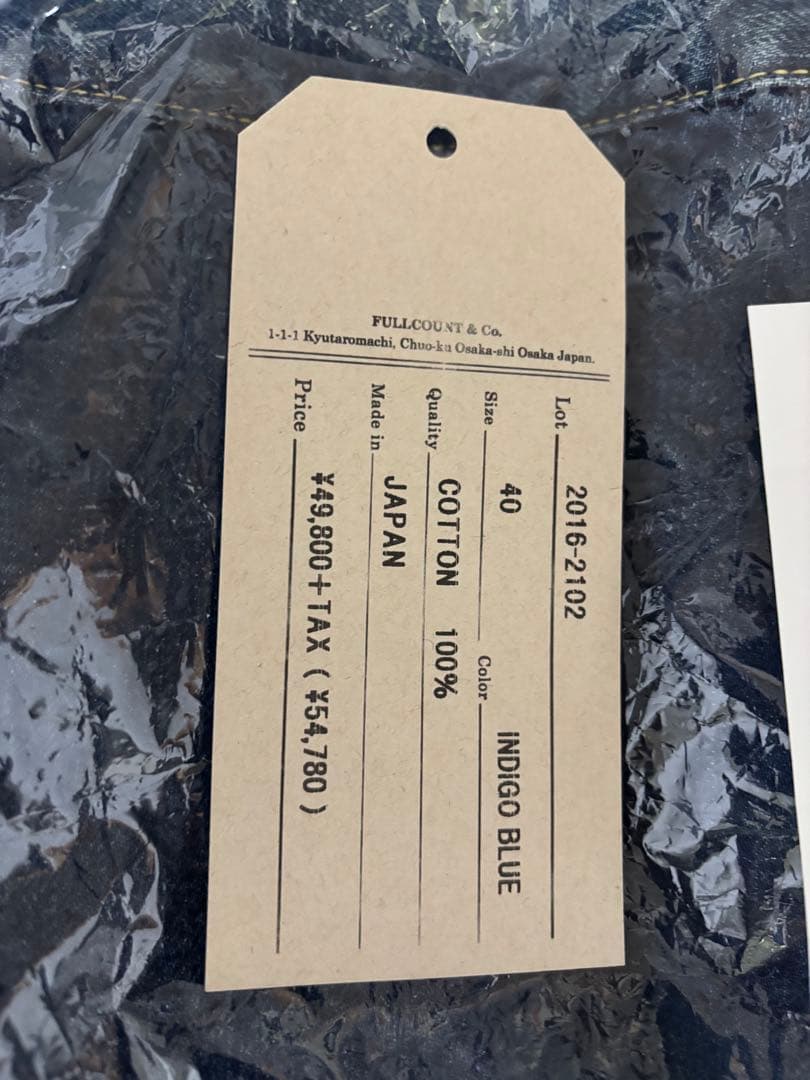 FULLCOUNT & Co.
1-1-1 Kyutaromachi, Chuo-ku Osaka-shi Osaka Japan.
Lot 2016-2102
Size 40 Color INDIGO BLUE
Quality COTTON 100%
Made in JAPAN
Price ¥49,800+TAX (¥54,780)